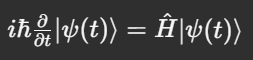 iħ ∂/∂t |ψ(t)⟩ = Ĥ|ψ(t)⟩